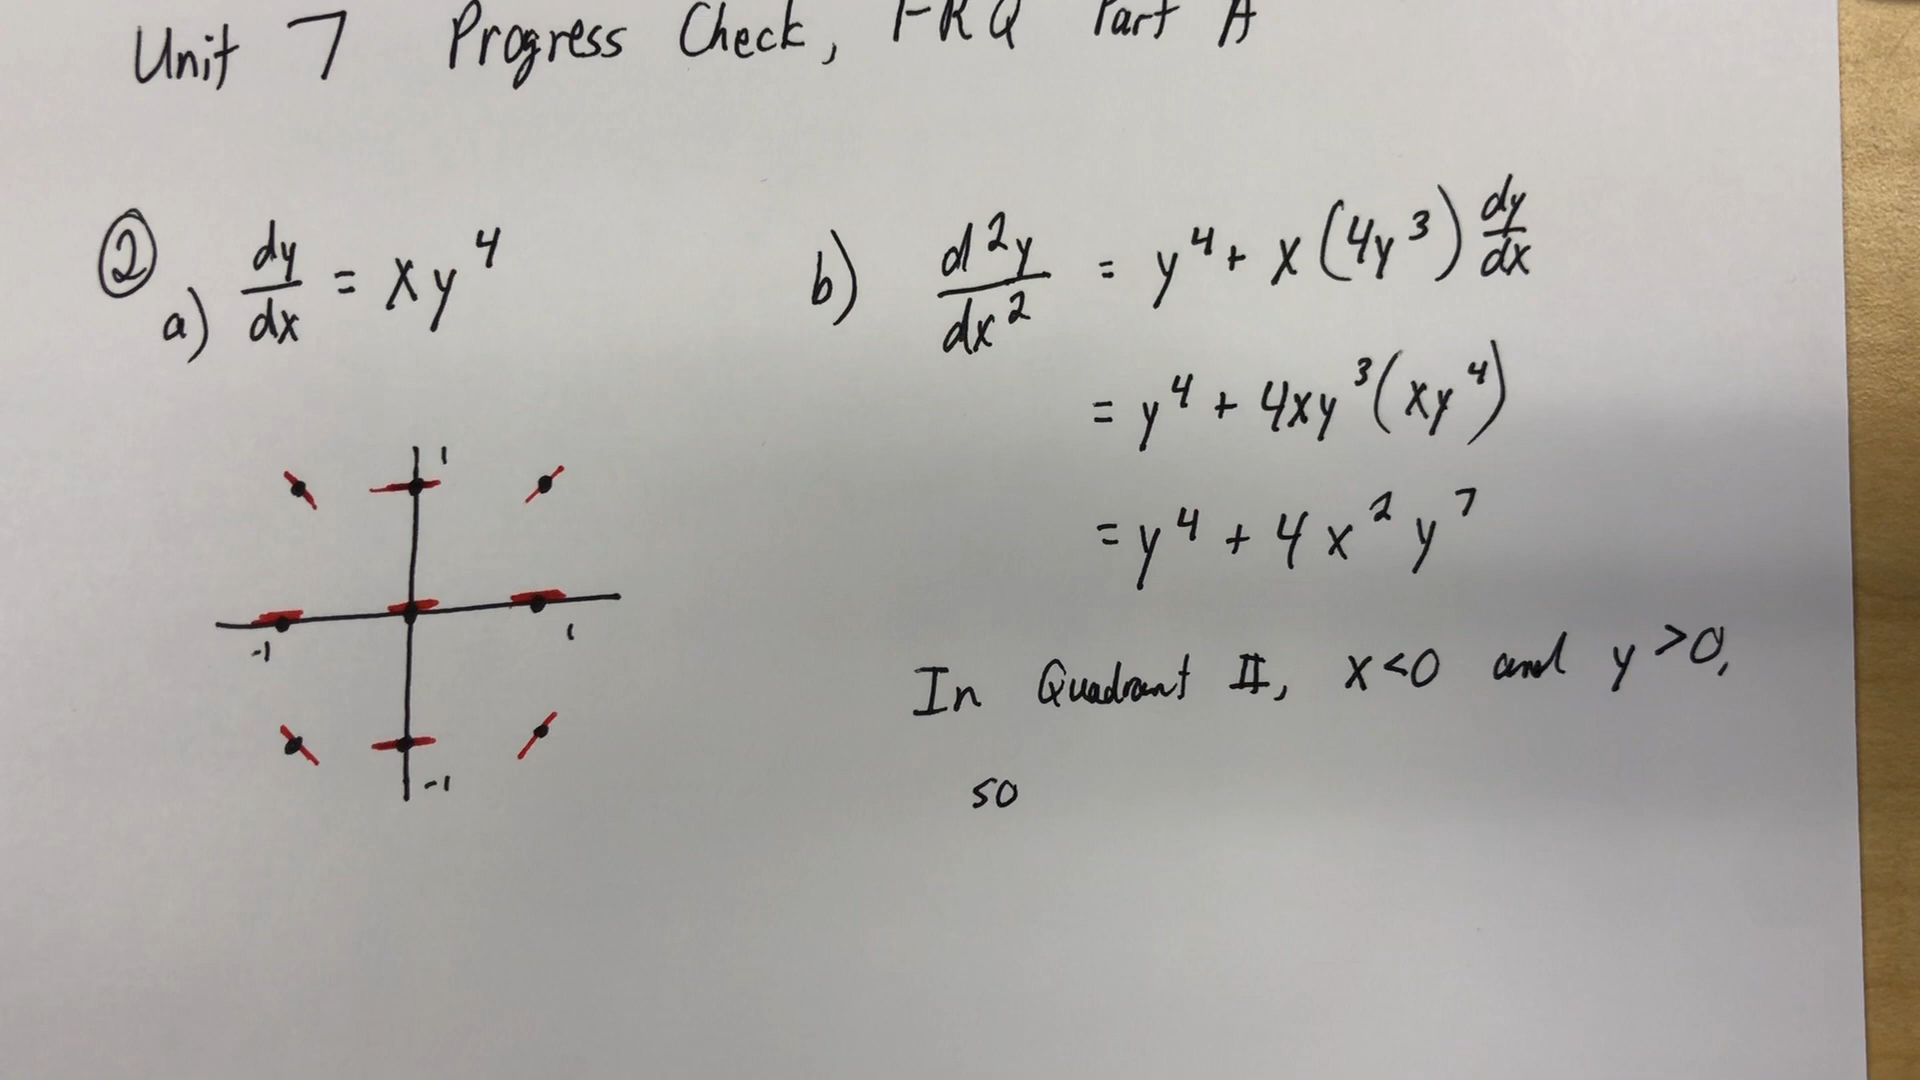 Unit 7 Progress Check, FRQ Part A
② a) dy/dx = xy⁴
1
-1 1
-1
b) d²y/dx² = y⁴ + x(4y³) dy/dx
= y⁴ + 4xy³(xy⁴)
= y⁴ + 4x²y⁷
In Quadrant II, x<0 and y>0,
so